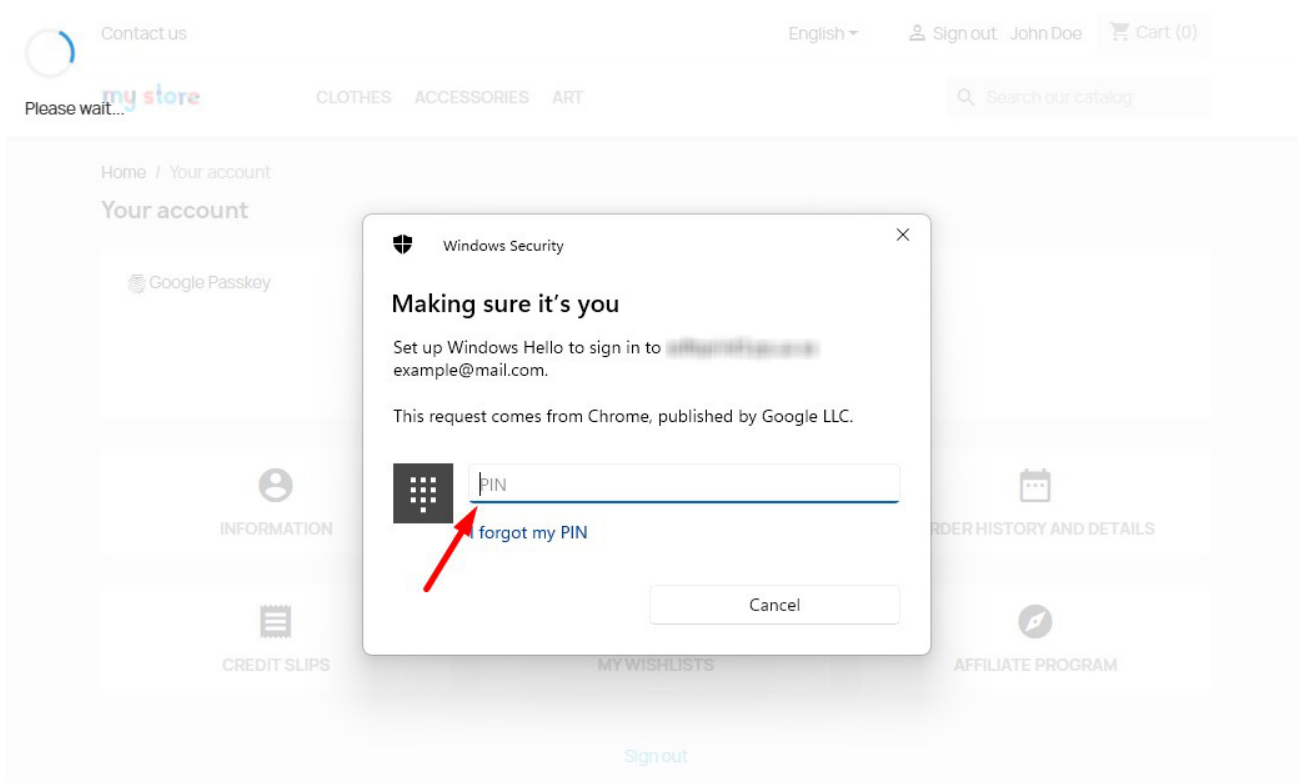 Contact us
English
Sign out John Doe
Cart (0)
Please wait...
my store
CLOTHES ACCESSORIES ART
Search our catalog
Home / Your account
Your account
Google Passkey
Windows Security
Making sure it's you
Set up Windows Hello to sign in to
example@mail.com.
This request comes from Chrome, published by Google LLC.
PIN
I forgot my PIN
Cancel
INFORMATION
RDER HISTORY AND DETAILS
CREDIT SLIPS
MY WISHLISTS
AFFILIATE PROGRAM
Sign out